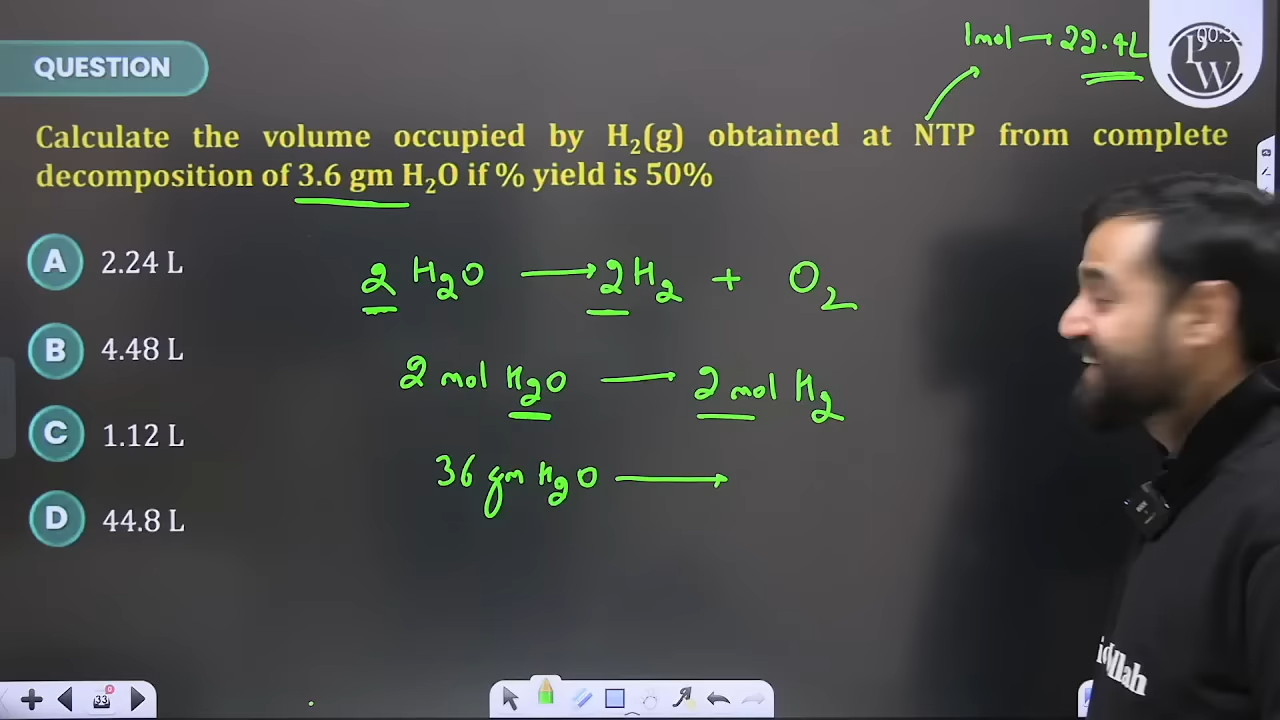 1mol → 22.4L
QUESTION
Calculate the volume occupied by H₂(g) obtained at NTP from complete
decomposition of 3.6 gm H₂O if % yield is 50%
A 2.24 L
B 4.48 L
C 1.12 L
D 44.8 L
2 H₂O → 2H₂ + O₂
2 mol H₂O → 2 mol H₂
36 gm H₂O →
33